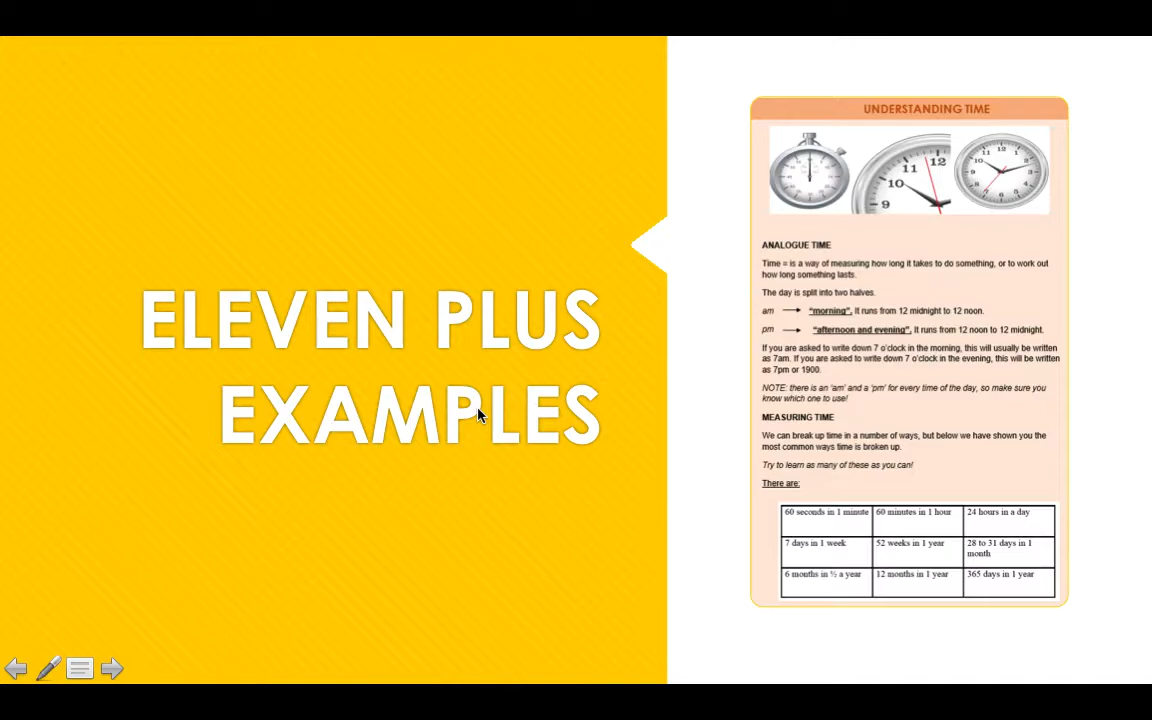 ELEVEN PLUS
EXAMPLES
UNDERSTANDING TIME
ANALOGUE TIME
Time = is a way of measuring how long it takes to do something, or to work out
how long something lasts.
The day is split into two halves.
am "morning". It runs from 12 midnight to 12 noon.
pm "afternoon and evening". It runs from 12 noon to 12 midnight.
If you are asked to write down 7 o'clock in the morning, this will usually be written
as 7am. If you are asked to write down 7 o'clock in the evening, this will be written
as 7pm or 1900.
NOTE: there is an 'am' and a 'pm' for every time of the day, so make sure you
know which one to use!
MEASURING TIME
We can break up time in a number of ways, but below we have shown you the
most common ways time is broken up.
Try to learn as many of these as you can!
There are:
60 seconds in 1 minute 60 minutes in 1 hour 24 hours in a day
7 days in 1 week 52 weeks in 1 year 28 to 31 days in 1
month
6 months in ½ a year 12 months in 1 year 365 days in 1 year